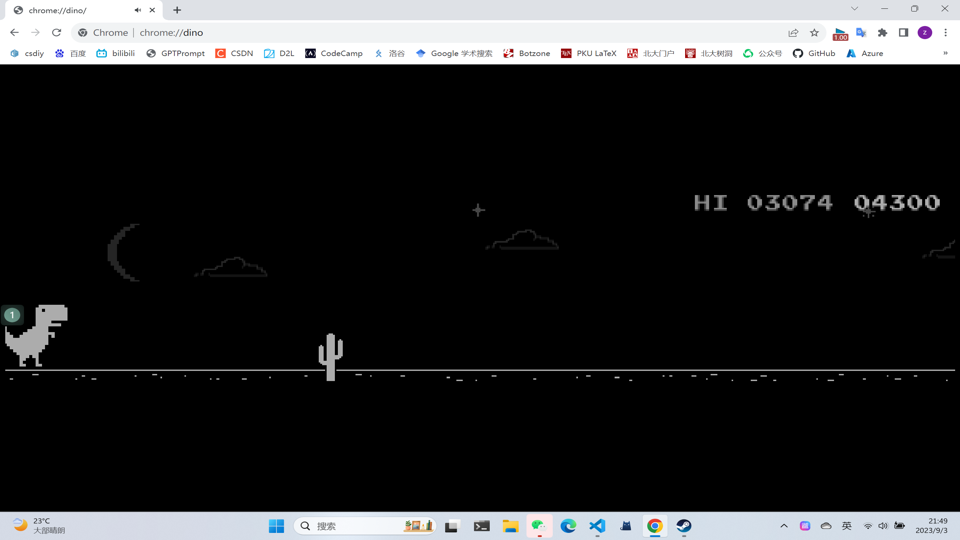 chrome://dino/
Chrome | chrome://dino
1.00
z
csdiy
百度
bilibili
GPTPrompt
CSDN
D2L
CodeCamp
洛谷
Google 学术搜索
Botzone
PKU LaTeX
北大门户
北大树洞
公众号
GitHub
Azure
»
HI 03074 04300
1
23°C
大部晴朗
搜索
英
21:49
2023/9/3